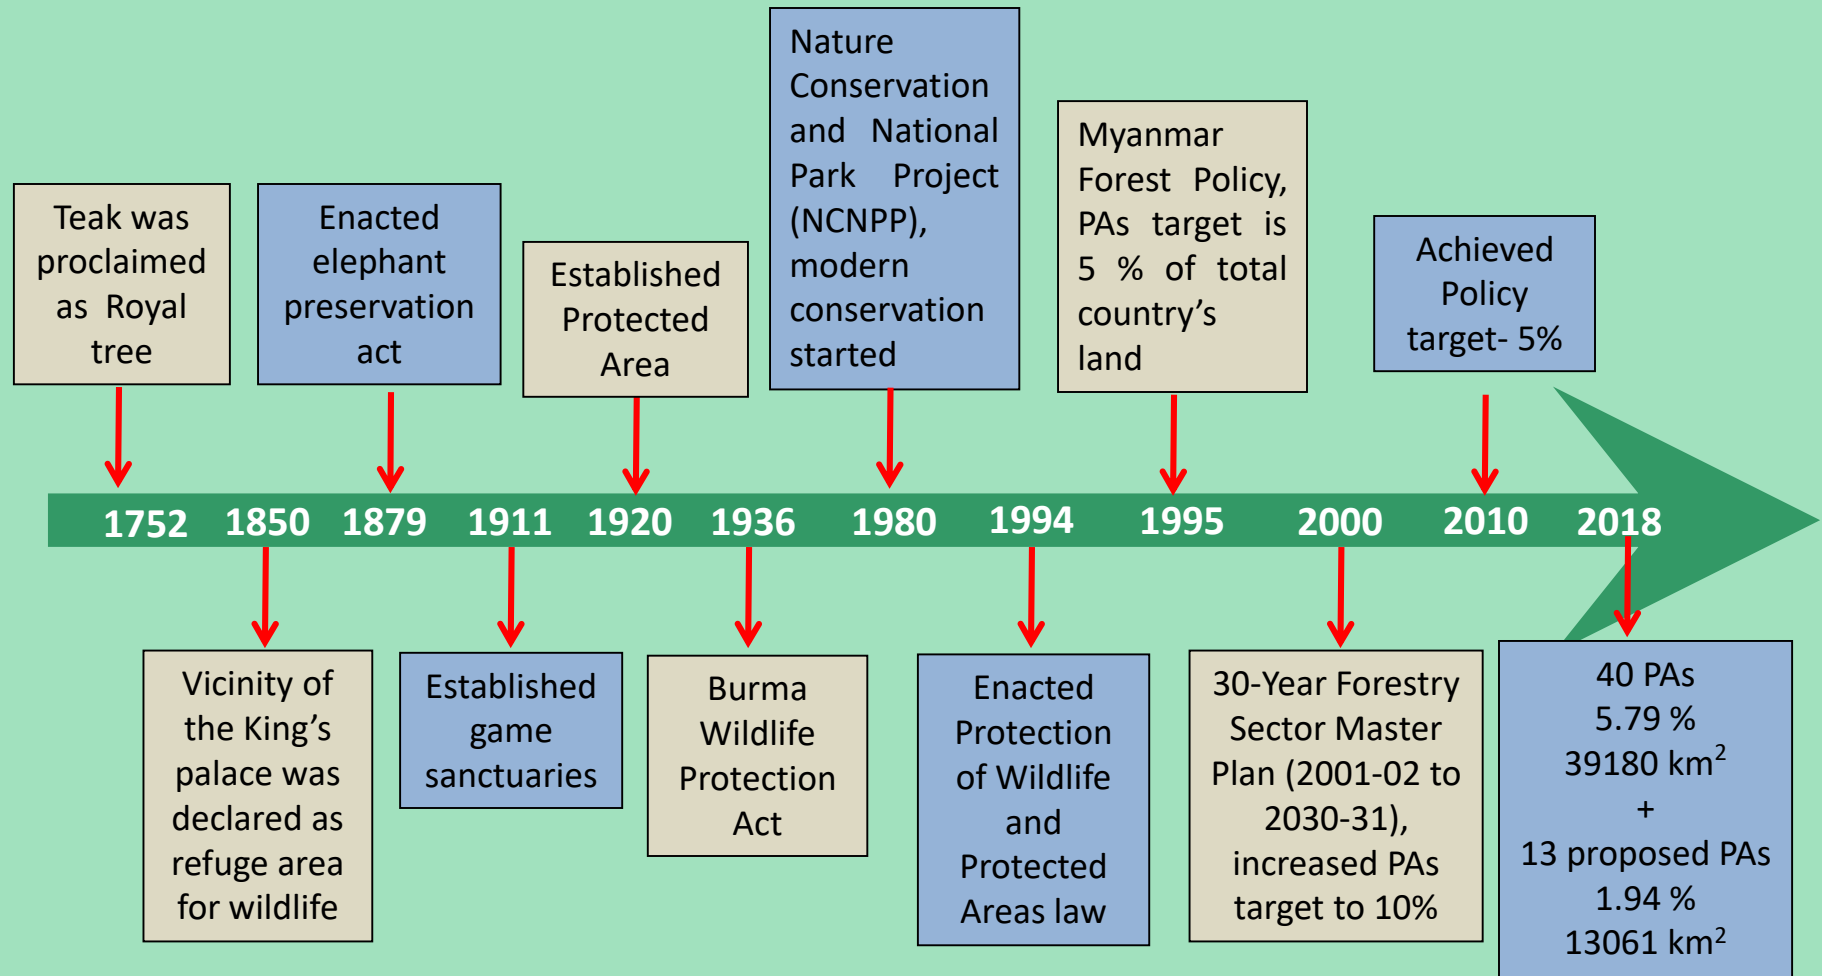 Teak was
proclaimed
as Royal
tree
Enacted
elephant
preservation
act
Established
Protected
Area
Nature
Conservation
and National
Park Project
(NCNPP),
modern
conservation
started
Myanmar
Forest Policy,
PAs target is
5 % of total
country’s
land
Achieved
Policy
target- 5%
1752 1850 1879 1911 1920 1936 1980 1994 1995 2000 2010 2018
Vicinity of
the King’s
palace was
declared as
refuge area
for wildlife
Established
game
sanctuaries
Burma
Wildlife
Protection
Act
Enacted
Protection
of Wildlife
and
Protected
Areas law
30-Year Forestry
Sector Master
Plan (2001-02 to
2030-31),
increased PAs
target to 10%
40 PAs
5.79 %
39180 km²
+
13 proposed PAs
1.94 %
13061 km²